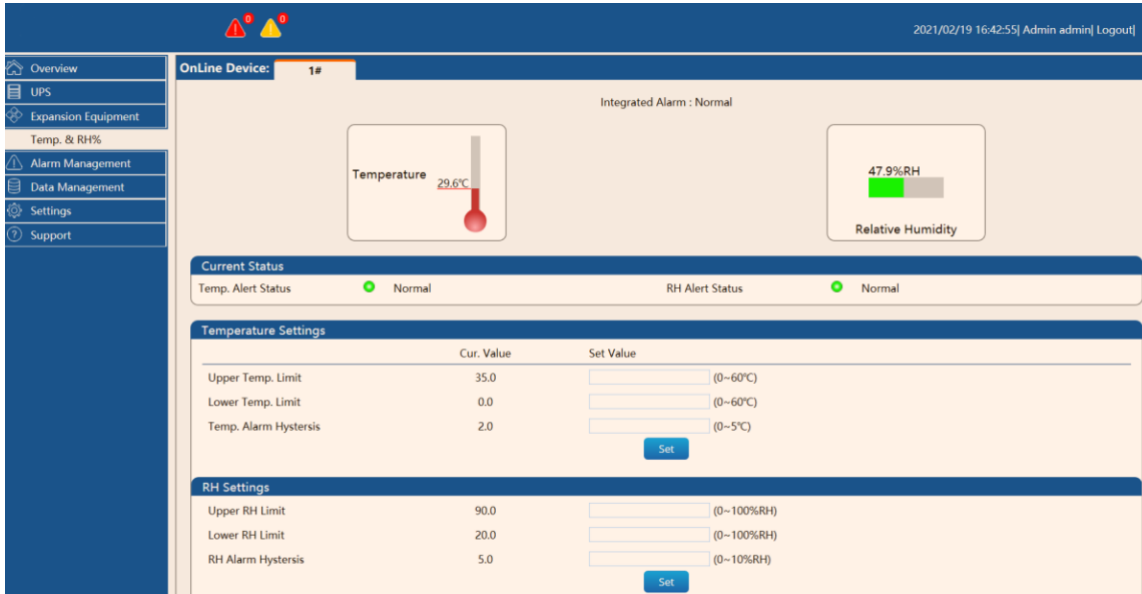 0 0
2021/02/19 16:42:55| Admin admin| Logout|
Overview
UPS
Expansion Equipment
Temp. & RH%
Alarm Management
Data Management
Settings
Support
OnLine Device: 1#
Integrated Alarm : Normal
Temperature 29.6℃
47.9%RH
Relative Humidity
Current Status
Temp. Alert Status Normal RH Alert Status Normal
Temperature Settings
Cur. Value Set Value
Upper Temp. Limit 35.0 (0~60℃)
Lower Temp. Limit 0.0 (0~60℃)
Temp. Alarm Hystersis 2.0 (0~5℃)
Set
RH Settings
Upper RH Limit 90.0 (0~100%RH)
Lower RH Limit 20.0 (0~100%RH)
RH Alarm Hystersis 5.0 (0~10%RH)
Set